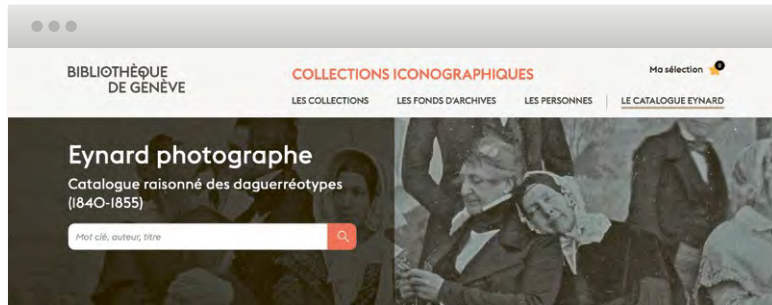 BIBLIOTHÈQUE
DE GENÈVE
COLLECTIONS ICONOGRAPHIQUES
Ma sélection
0
LES COLLECTIONS
LES FONDS D'ARCHIVES
LES PERSONNES
LE CATALOGUE EYNARD
Eynard photographe
Catalogue raisonné des daguerréotypes
(1840-1855)
Mot clé, auteur, titre